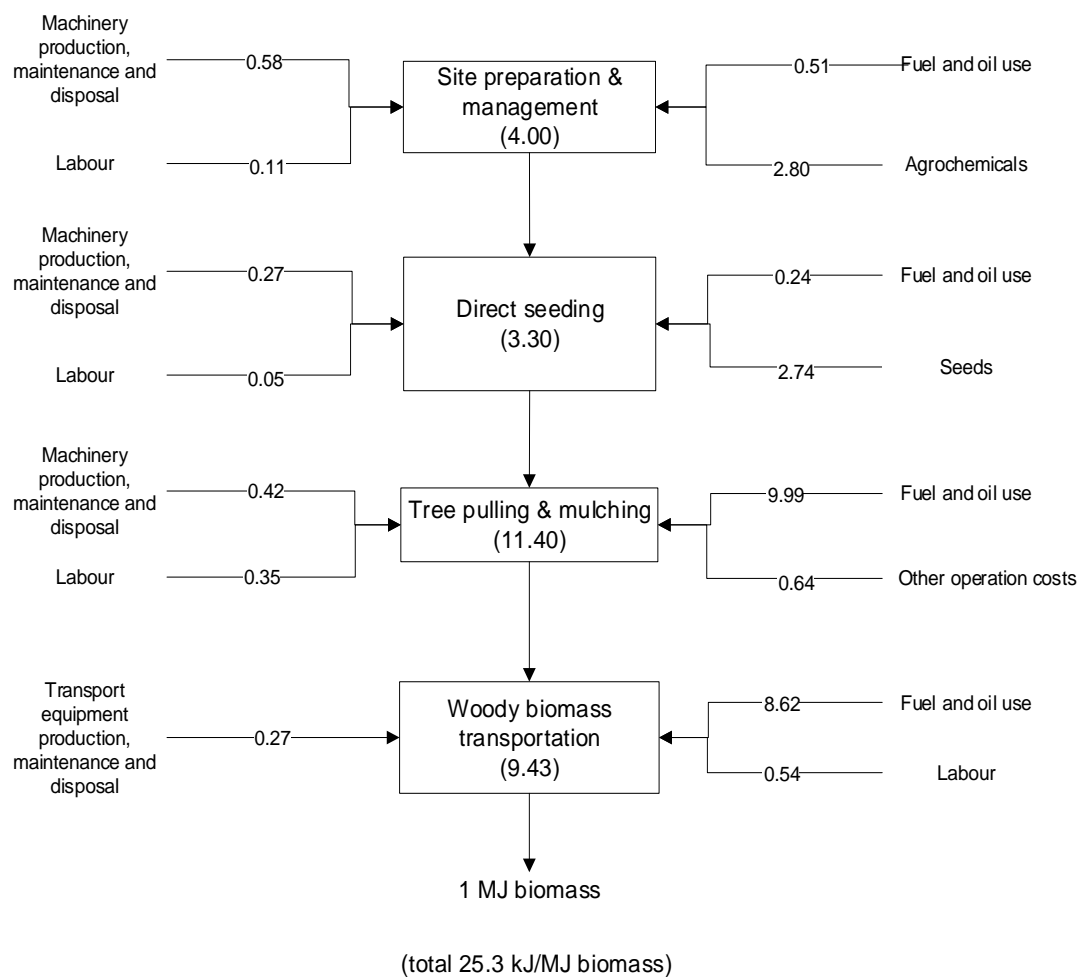 Machinery
production,
maintenance and
disposal
0.58
Labour
0.11
Site preparation &
management
(4.00)
0.51
Fuel and oil use
2.80
Agrochemicals
Machinery
production,
maintenance and
disposal
0.27
Labour
0.05
Direct seeding
(3.30)
0.24
Fuel and oil use
2.74
Seeds
Machinery
production,
maintenance and
disposal
0.42
Labour
0.35
Tree pulling & mulching
(11.40)
9.99
Fuel and oil use
0.64
Other operation costs
Transport
equipment
production,
maintenance and
disposal
0.27
Woody biomass
transportation
(9.43)
8.62
Fuel and oil use
0.54
Labour
1 MJ biomass
(total 25.3 kJ/MJ biomass)